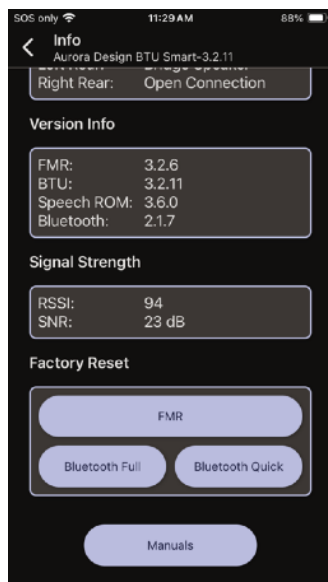 SOS only 11:29 AM 88%
Info
Aurora Design BTU Smart-3.2.11
Right Rear: Open Connection
Version Info
FMR: 3.2.6
BTU: 3.2.11
Speech ROM: 3.6.0
Bluetooth: 2.1.7
Signal Strength
RSSI: 94
SNR: 23 dB
Factory Reset
FMR
Bluetooth Full Bluetooth Quick
Manuals